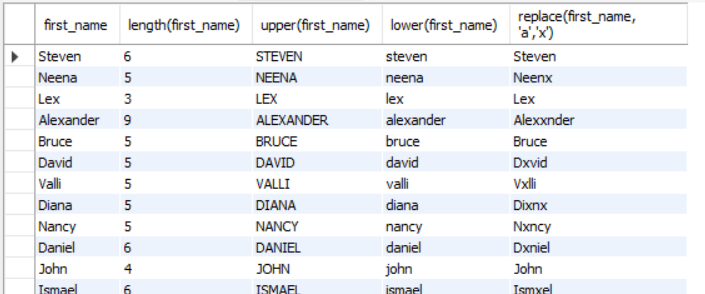 first_name length(first_name) upper(first_name) lower(first_name) replace(first_name,
'a','x')
Steven 6 STEVEN steven Steven
Neena 5 NEENA neena Neenx
Lex 3 LEX lex Lex
Alexander 9 ALEXANDER alexander Alexxnder
Bruce 5 BRUCE bruce Bruce
David 5 DAVID david Dxvid
Valli 5 VALLI valli Vxlli
Diana 5 DIANA diana Dixnx
Nancy 5 NANCY nancy Nxncy
Daniel 6 DANIEL daniel Dxniel
John 4 JOHN john John
Ismael 6 ISMAEL ismael Ismxel